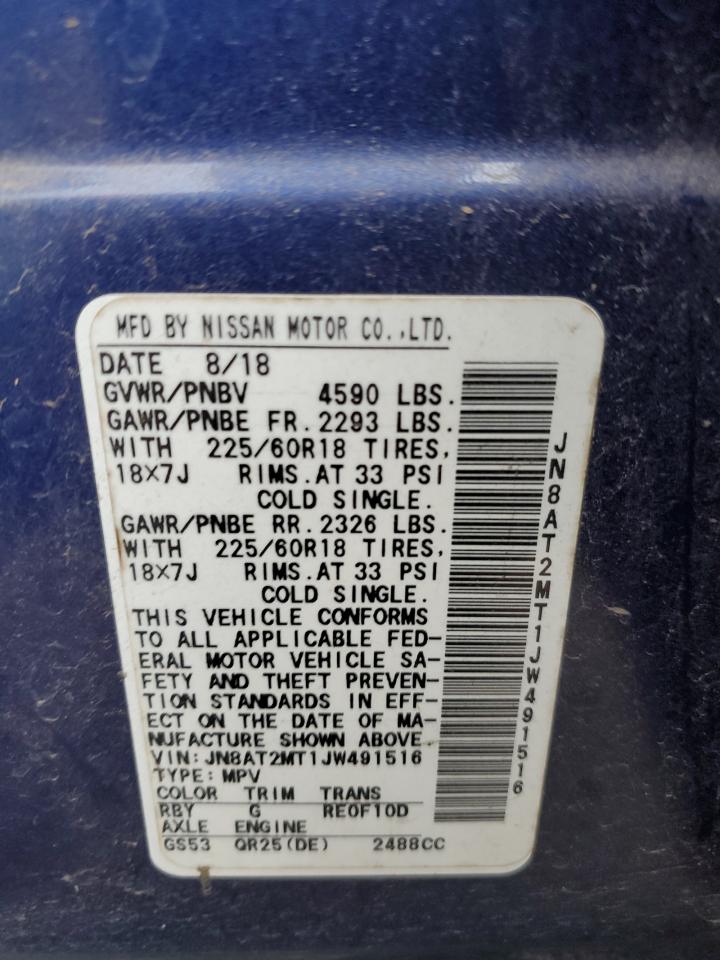 MFD BY NISSAN MOTOR CO.,LTD.
DATE 8/18
GVWR/PNBV 4590 LBS.
GAWR/PNBE FR. 2293 LBS.
WITH 225/60R18 TIRES,
18X7J RIMS.AT 33 PSI
COLD SINGLE.
GAWR/PNBE RR. 2326 LBS.
WITH 225/60R18 TIRES,
18X7J RIMS.AT 33 PSI
COLD SINGLE.
THIS VEHICLE CONFORMS
TO ALL APPLICABLE FED-
ERAL MOTOR VEHICLE SA-
FETY AND THEFT PREVEN-
TION STANDARDS IN EFF-
ECT ON THE DATE OF MA-
NUFACTURE SHOWN ABOVE
VIN: JN8AT2MT1JW491516
TYPE: MPV
COLOR TRIM TRANS
RBY G RE0F10D
AXLE ENGINE
GS53 QR25(DE) 2488CC
JN8AT2MT1JW491516